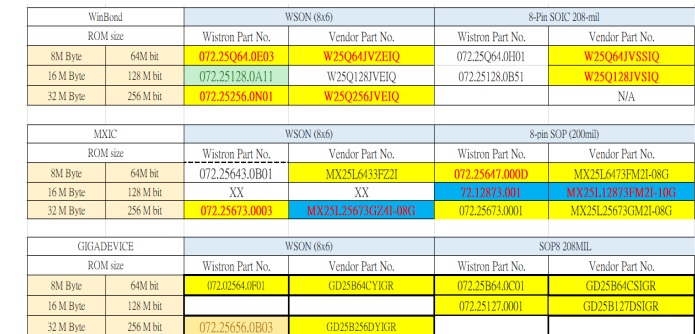 WinBond WSON (8x6) 8-Pin SOIC 208-mil
ROM size Wistron Part No. Vendor Part No. Wistron Part No. Vendor Part No.
8M Byte 64M bit 072.25Q64.0E03 W25Q64JVZEIQ 072.25Q64.0H01 W25Q64JVSSIQ
16 M Byte 128 M bit 072.25128.0A11 W25Q128JVEIQ 072.25128.0B51 W25Q128JVSIQ
32 M Byte 256 M bit 072.25256.0N01 W25Q256JVEIQ N/A
MXIC WSON (8x6) 8-pin SOP (200mil)
ROM size Wistron Part No. Vendor Part No. Wistron Part No. Vendor Part No.
8M Byte 64M bit 072.25643.0B01 MX25L6433FZ2I 072.25647.000D MX25L6473FM2I-08G
16 M Byte 128 M bit XX XX 72.12873.001 MX25L12873FM2I-10G
32 M Byte 256 M bit 072.25673.0003 MX25L25673GZ4I-08G 072.25673.0001 MX25L25673GM2I-08G
GIGADEVICE WSON (8x6) SOP8 208MIL
ROM size Wistron Part No. Vendor Part No. Wistron Part No. Vendor Part No.
8M Byte 64M bit 072.02564.0F01 GD25B64CYIGR 072.25B64.0C01 GD25B64CSIGR
16 M Byte 128 M bit 072.25127.0001 GD25B127DSIGR
32 M Byte 256 M bit 072.25656.0B03 GD25B256DYIGR